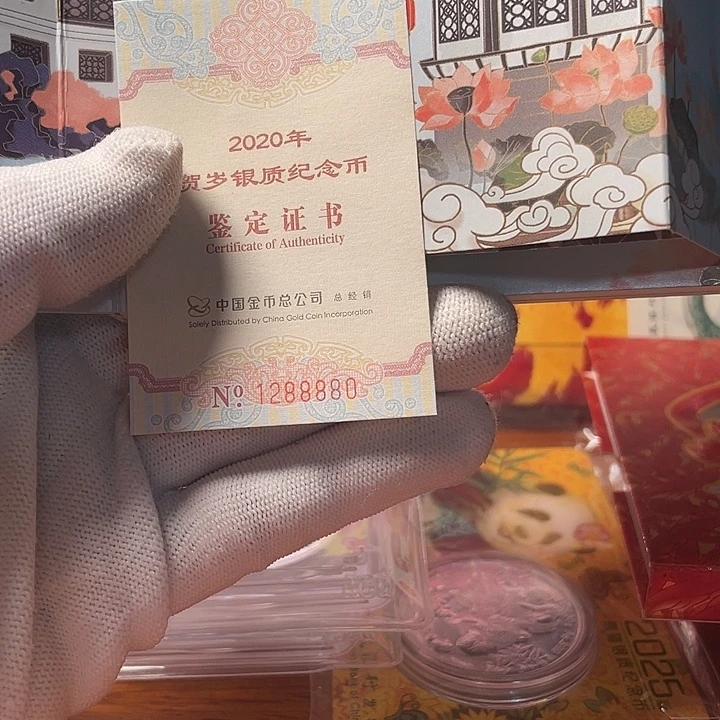 2020年
贺岁银质纪念币
鉴定证书
Certificate of Authenticity
中国金币总公司 总经销
Solely Distributed by China Gold Coin Incorporation
№ 1288880
2025